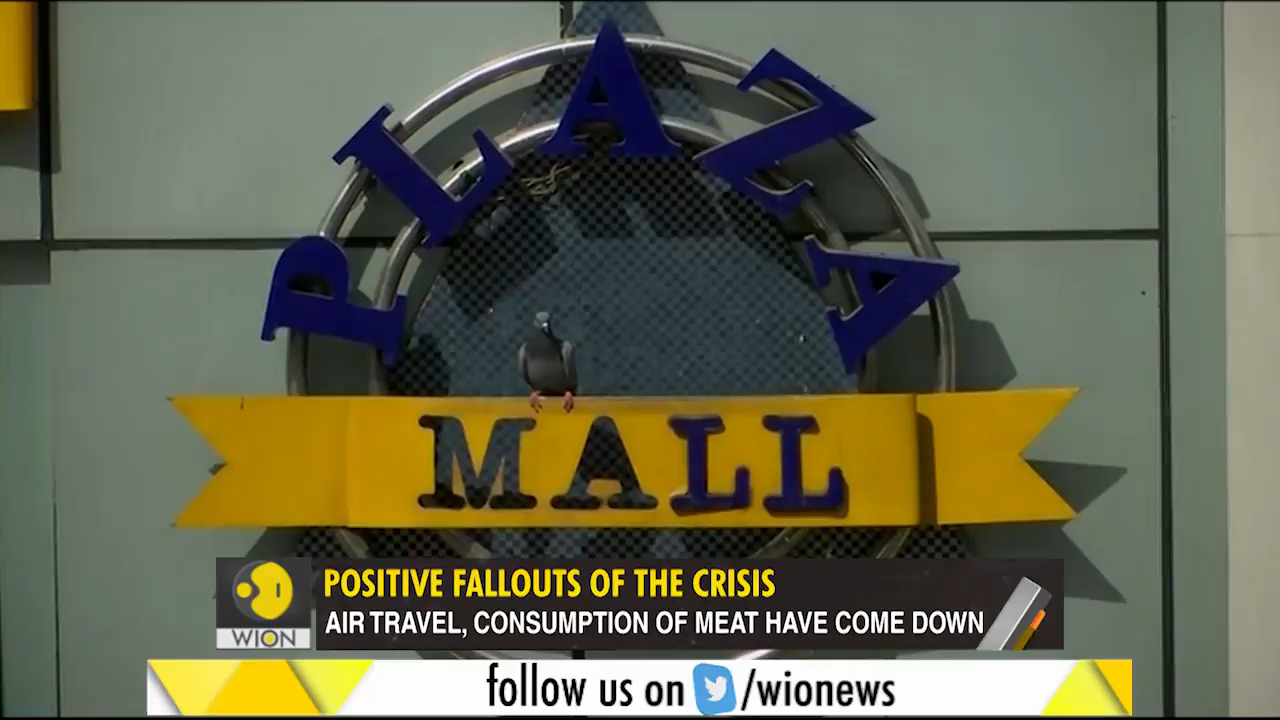 PLAZA
MALL
POSITIVE FALLOUTS OF THE CRISIS
AIR TRAVEL, CONSUMPTION OF MEAT HAVE COME DOWN
WION
follow us on /wionews